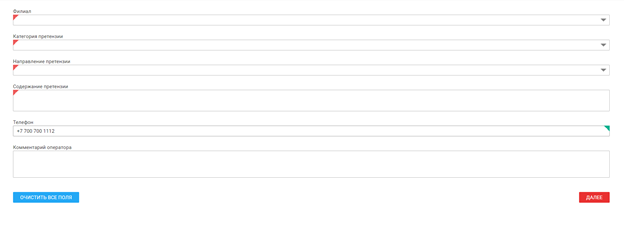 Филиал
Категория претензии
Направление претензии
Содержание претензии
Телефон
+7 700 700 1112
Комментарий оператора
ОЧИСТИТЬ ВСЕ ПОЛЯ
ДАЛЕЕ